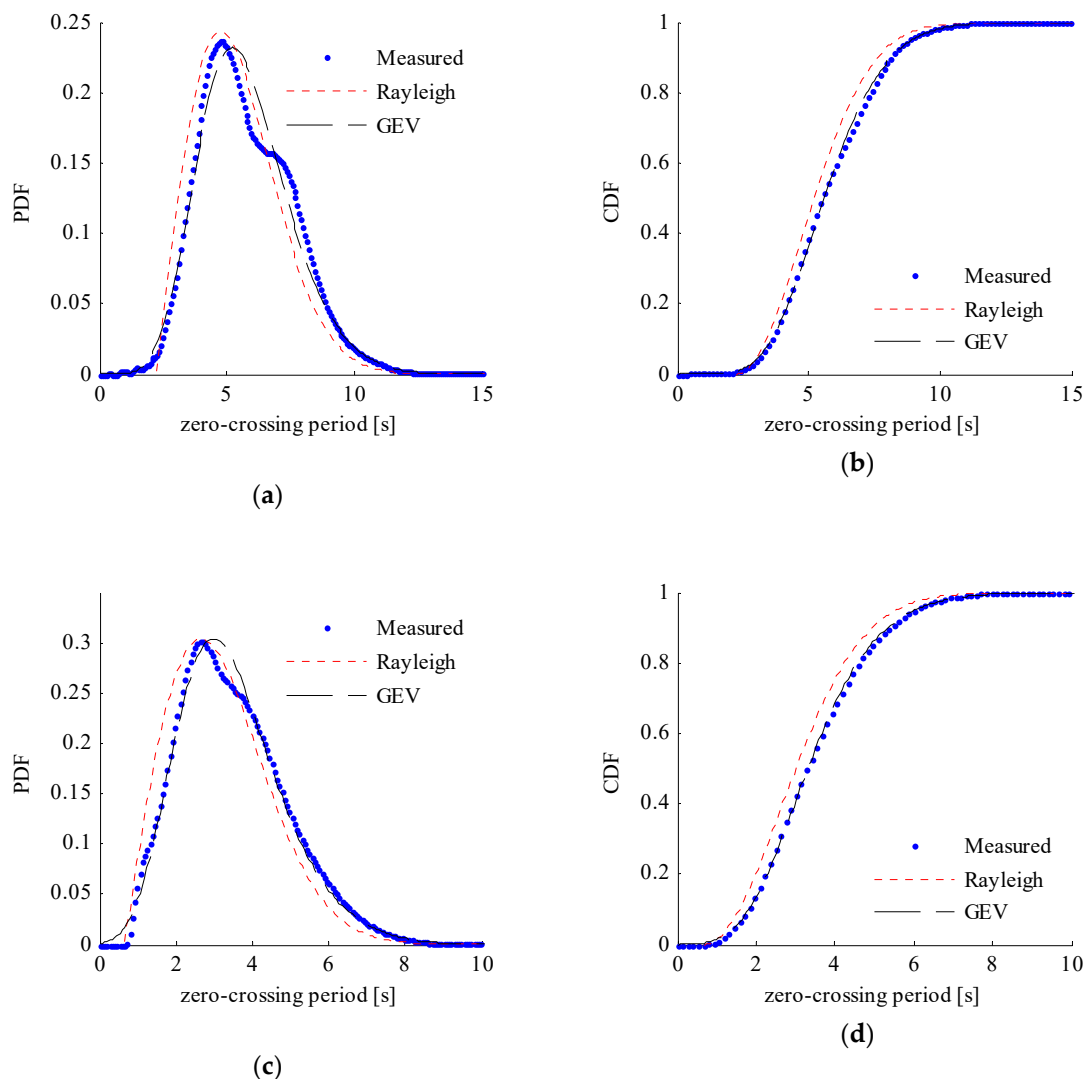 0.25
0.2
0.15
0.1
0.05
0
0 5 10 15
PDF
zero-crossing period [s]
Measured
Rayleigh
GEV
(a)
1
0.8
0.6
0.4
0.2
0
0 5 10 15
CDF
zero-crossing period [s]
Measured
Rayleigh
GEV
(b)
0.3
0.25
0.2
0.15
0.1
0.05
0
0 2 4 6 8 10
PDF
zero-crossing period [s]
Measured
Rayleigh
GEV
(c)
1
0.8
0.6
0.4
0.2
0
0 2 4 6 8 10
CDF
zero-crossing period [s]
Measured
Rayleigh
GEV
(d)